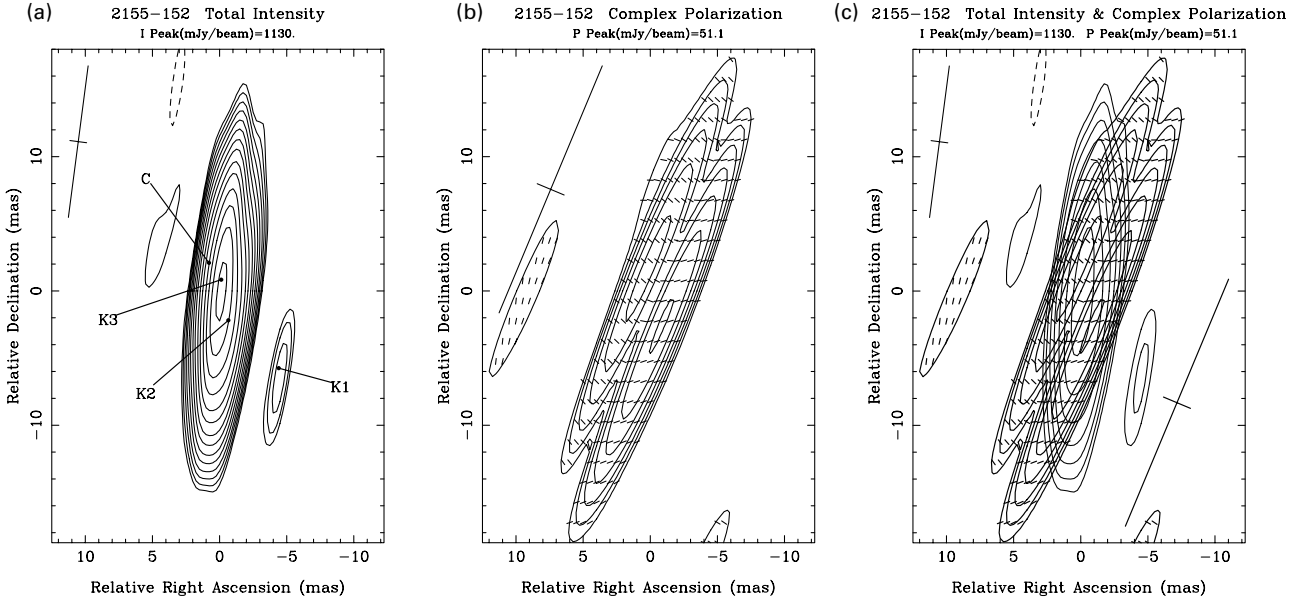 (a) 2155−152 Total Intensity
I Peak(mJy/beam)=1130.
10
0
−10
Relative Declination (mas)
C
K3
K2
K1
10 5 0 −5 −10
Relative Right Ascension (mas)
(b) 2155−152 Complex Polarization
P Peak(mJy/beam)=51.1
10
0
−10
Relative Declination (mas)
10 5 0 −5 −10
Relative Right Ascension (mas)
(c) 2155−152 Total Intensity & Complex Polarization
I Peak(mJy/beam)=1130. P Peak(mJy/beam)=51.1
10
0
−10
Relative Declination (mas)
10 5 0 −5 −10
Relative Right Ascension (mas)